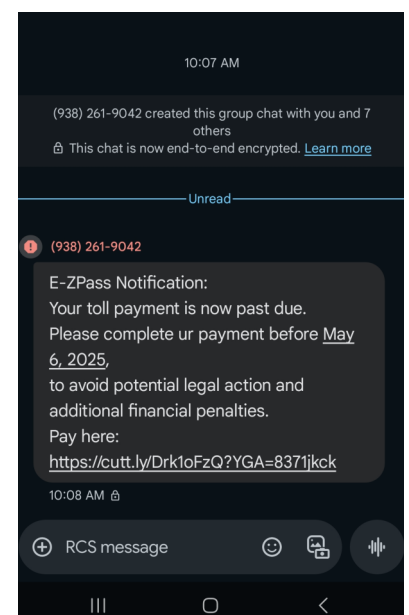 10:07 AM
(938) 261-9042 created this group chat with you and 7
others
This chat is now end-to-end encrypted. Learn more
Unread
(938) 261-9042
E-ZPass Notification:
Your toll payment is now past due.
Please complete ur payment before May
6, 2025,
to avoid potential legal action and
additional financial penalties.
Pay here:
https://cutt.ly/Drk1oFzQ?YGA=8371jkck
10:08 AM
RCS message